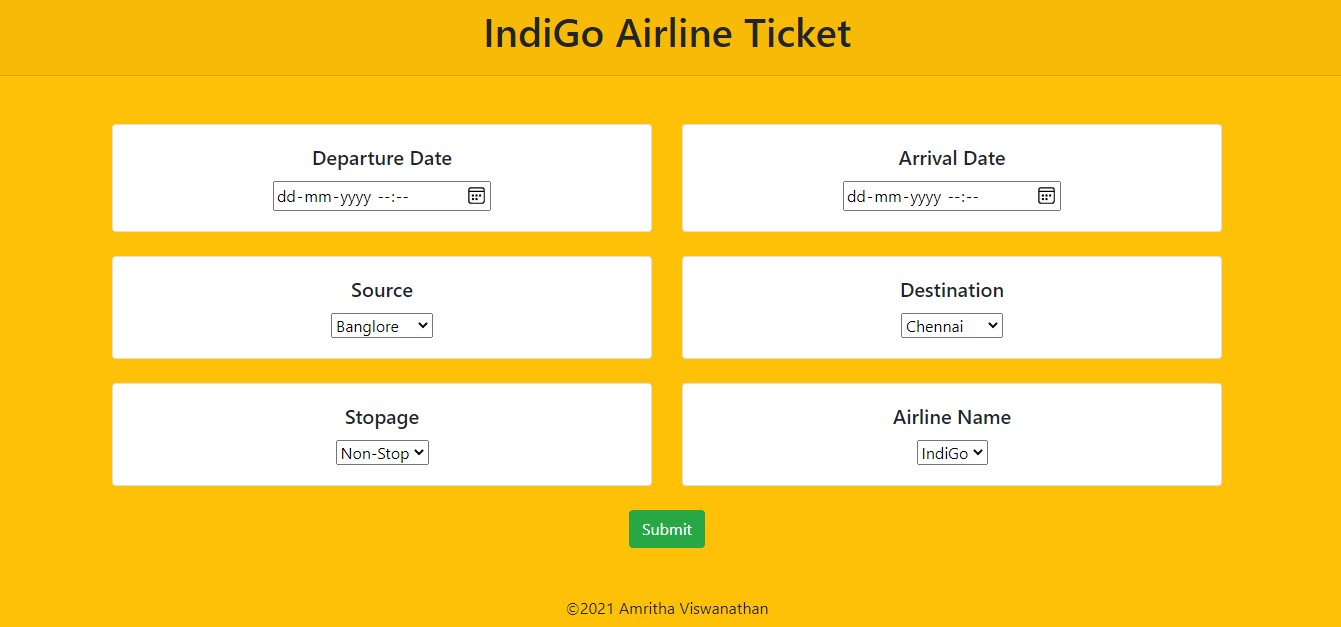 IndiGo Airline Ticket
Departure Date
Arrival Date
dd-mm-yyyy --:--
dd-mm-yyyy --:--
Source
Destination
Banglore
Chennai
Stopage
Airline Name
Non-Stop
IndiGo
Submit
©2021 Amritha Viswanathan